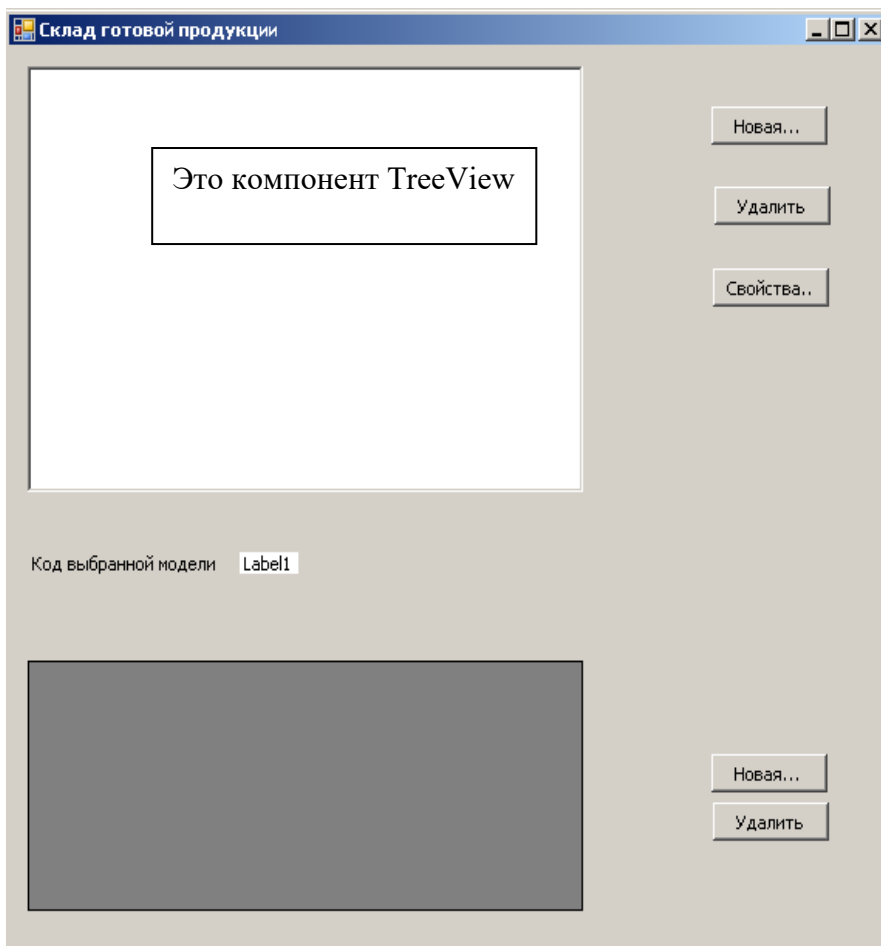 Склад готовой продукции
Новая...
Это компонент TreeView
Удалить
Свойства..
Код выбранной модели Label1
Новая...
Удалить